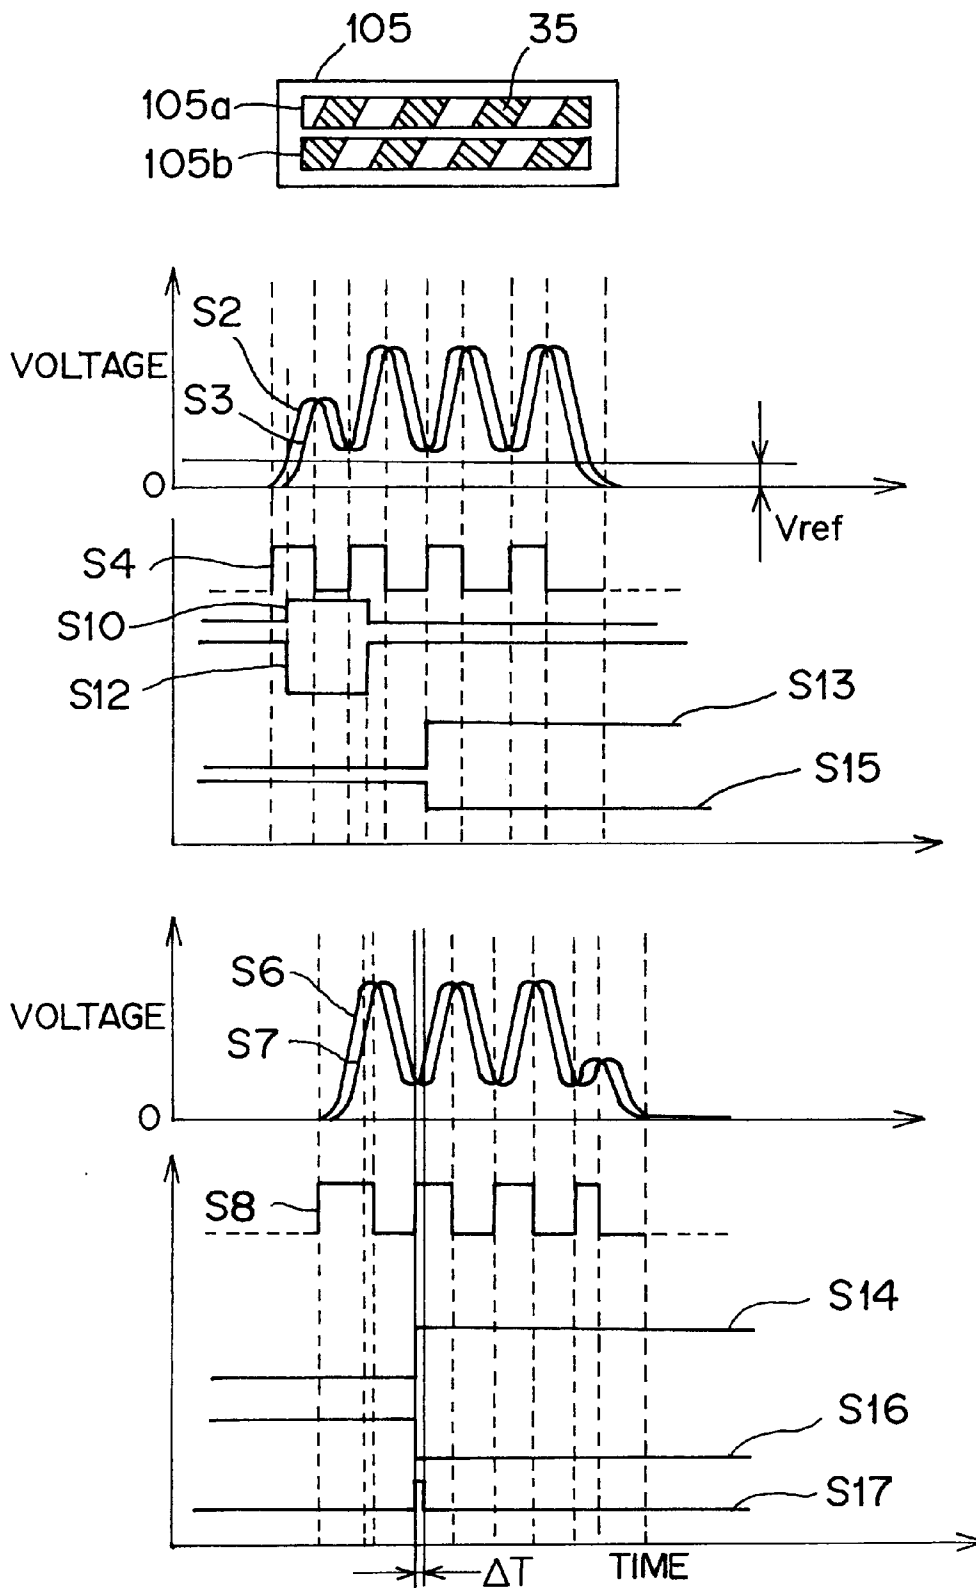 105
35
105a
105b
S2
VOLTAGE
S3
0
Vref
S4
S10
S12
S13
S15
S6
VOLTAGE
S7
0
S8
S14
S16
S17
ΔT
TIME